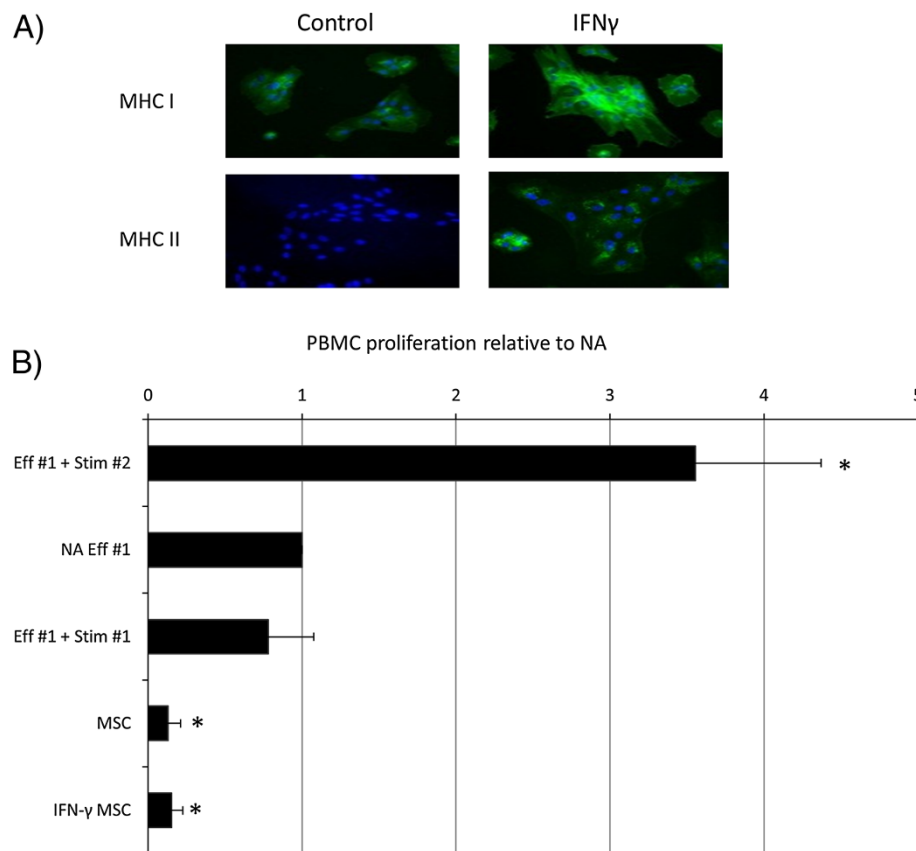 A)
Control
IFNγ
MHC I
MHC II
B)
PBMC proliferation relative to NA
0 1 2 3 4 5
Eff #1 + Stim #2
*
NA Eff #1
Eff #1 + Stim #1
MSC
*
IFN-γ MSC
*